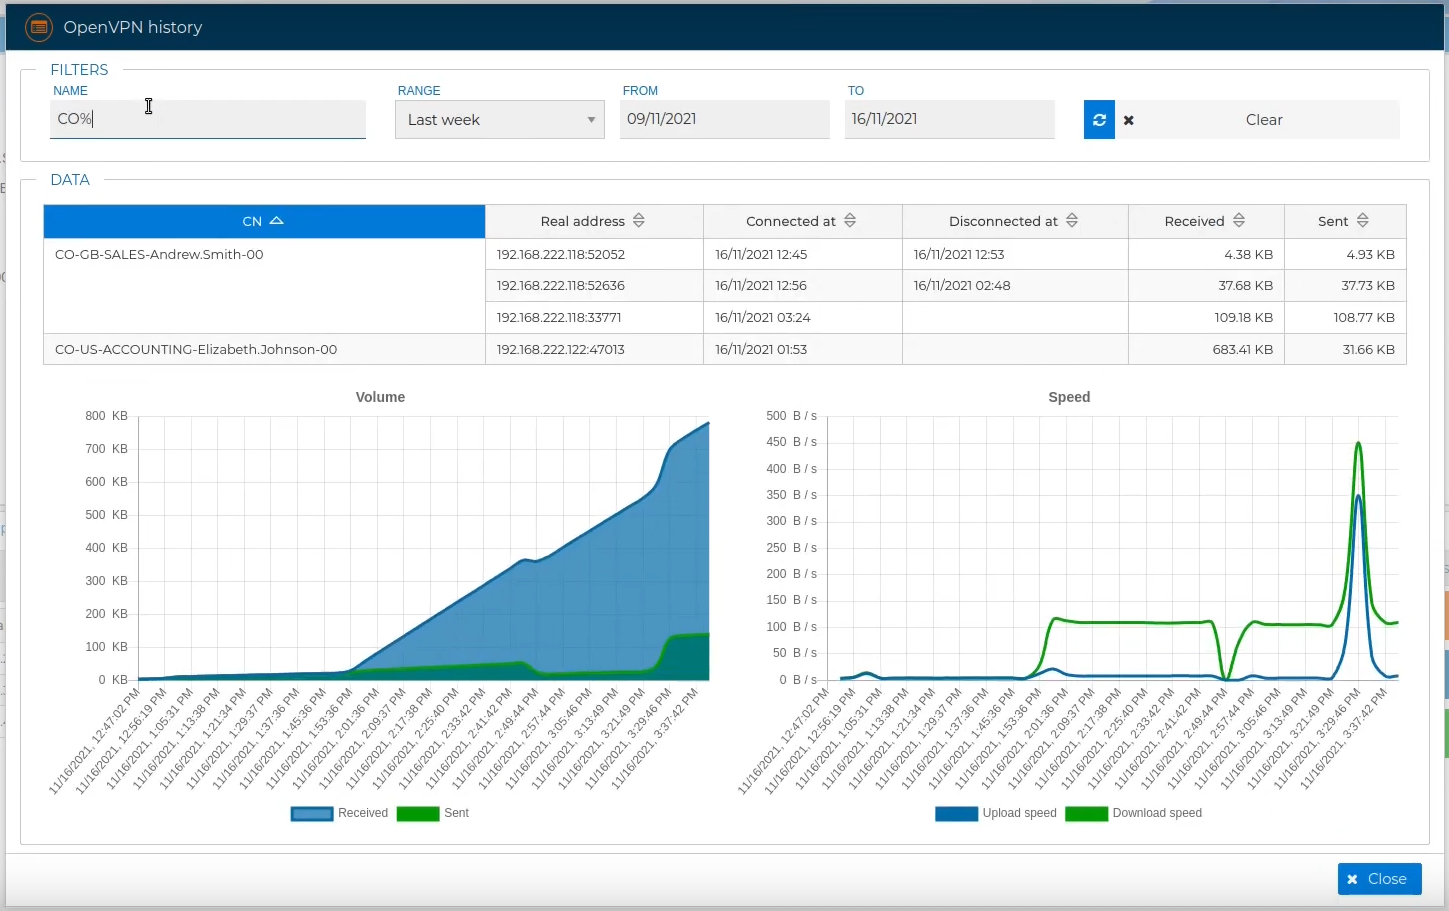 OpenVPN history
FILTERS
NAME RANGE FROM TO
CO% Last week 09/11/2021 16/11/2021 Clear
DATA
CN Real address Connected at Disconnected at Received Sent
CO-GB-SALES-Andrew.Smith-00 192.168.222.118:52052 16/11/2021 12:45 16/11/2021 12:53 4.38 KB 4.93 KB
192.168.222.118:52636 16/11/2021 12:56 16/11/2021 02:48 37.68 KB 37.73 KB
192.168.222.118:33771 16/11/2021 03:24 109.18 KB 108.77 KB
CO-US-ACCOUNTING-Elizabeth.Johnson-00 192.168.222.122:47013 16/11/2021 01:53 683.41 KB 31.66 KB
Volume
800 KB
700 KB
600 KB
500 KB
400 KB
300 KB
200 KB
100 KB
0 KB
11/16/2021, 12:47:02 PM
11/16/2021, 12:56:19 PM
11/16/2021, 1:05:31 PM
11/16/2021, 1:13:38 PM
11/16/2021, 1:21:34 PM
11/16/2021, 1:29:37 PM
11/16/2021, 1:37:36 PM
11/16/2021, 1:45:36 PM
11/16/2021, 1:53:36 PM
11/16/2021, 2:01:36 PM
11/16/2021, 2:09:37 PM
11/16/2021, 2:17:38 PM
11/16/2021, 2:25:40 PM
11/16/2021, 2:33:42 PM
11/16/2021, 2:41:42 PM
11/16/2021, 2:49:44 PM
11/16/2021, 2:57:44 PM
11/16/2021, 3:05:46 PM
11/16/2021, 3:13:49 PM
11/16/2021, 3:21:49 PM
11/16/2021, 3:29:46 PM
11/16/2021, 3:37:42 PM
Received Sent
Speed
500 B / s
450 B / s
400 B / s
350 B / s
300 B / s
250 B / s
200 B / s
150 B / s
100 B / s
50 B / s
0 B / s
11/16/2021, 12:47:02 PM
11/16/2021, 12:56:19 PM
11/16/2021, 1:05:31 PM
11/16/2021, 1:13:38 PM
11/16/2021, 1:21:34 PM
11/16/2021, 1:29:37 PM
11/16/2021, 1:37:36 PM
11/16/2021, 1:45:36 PM
11/16/2021, 1:53:36 PM
11/16/2021, 2:01:36 PM
11/16/2021, 2:09:37 PM
11/16/2021, 2:17:38 PM
11/16/2021, 2:25:40 PM
11/16/2021, 2:33:42 PM
11/16/2021, 2:41:42 PM
11/16/2021, 2:49:44 PM
11/16/2021, 2:57:44 PM
11/16/2021, 3:05:46 PM
11/16/2021, 3:13:49 PM
11/16/2021, 3:21:49 PM
11/16/2021, 3:29:46 PM
11/16/2021, 3:37:42 PM
Upload speed Download speed
Close